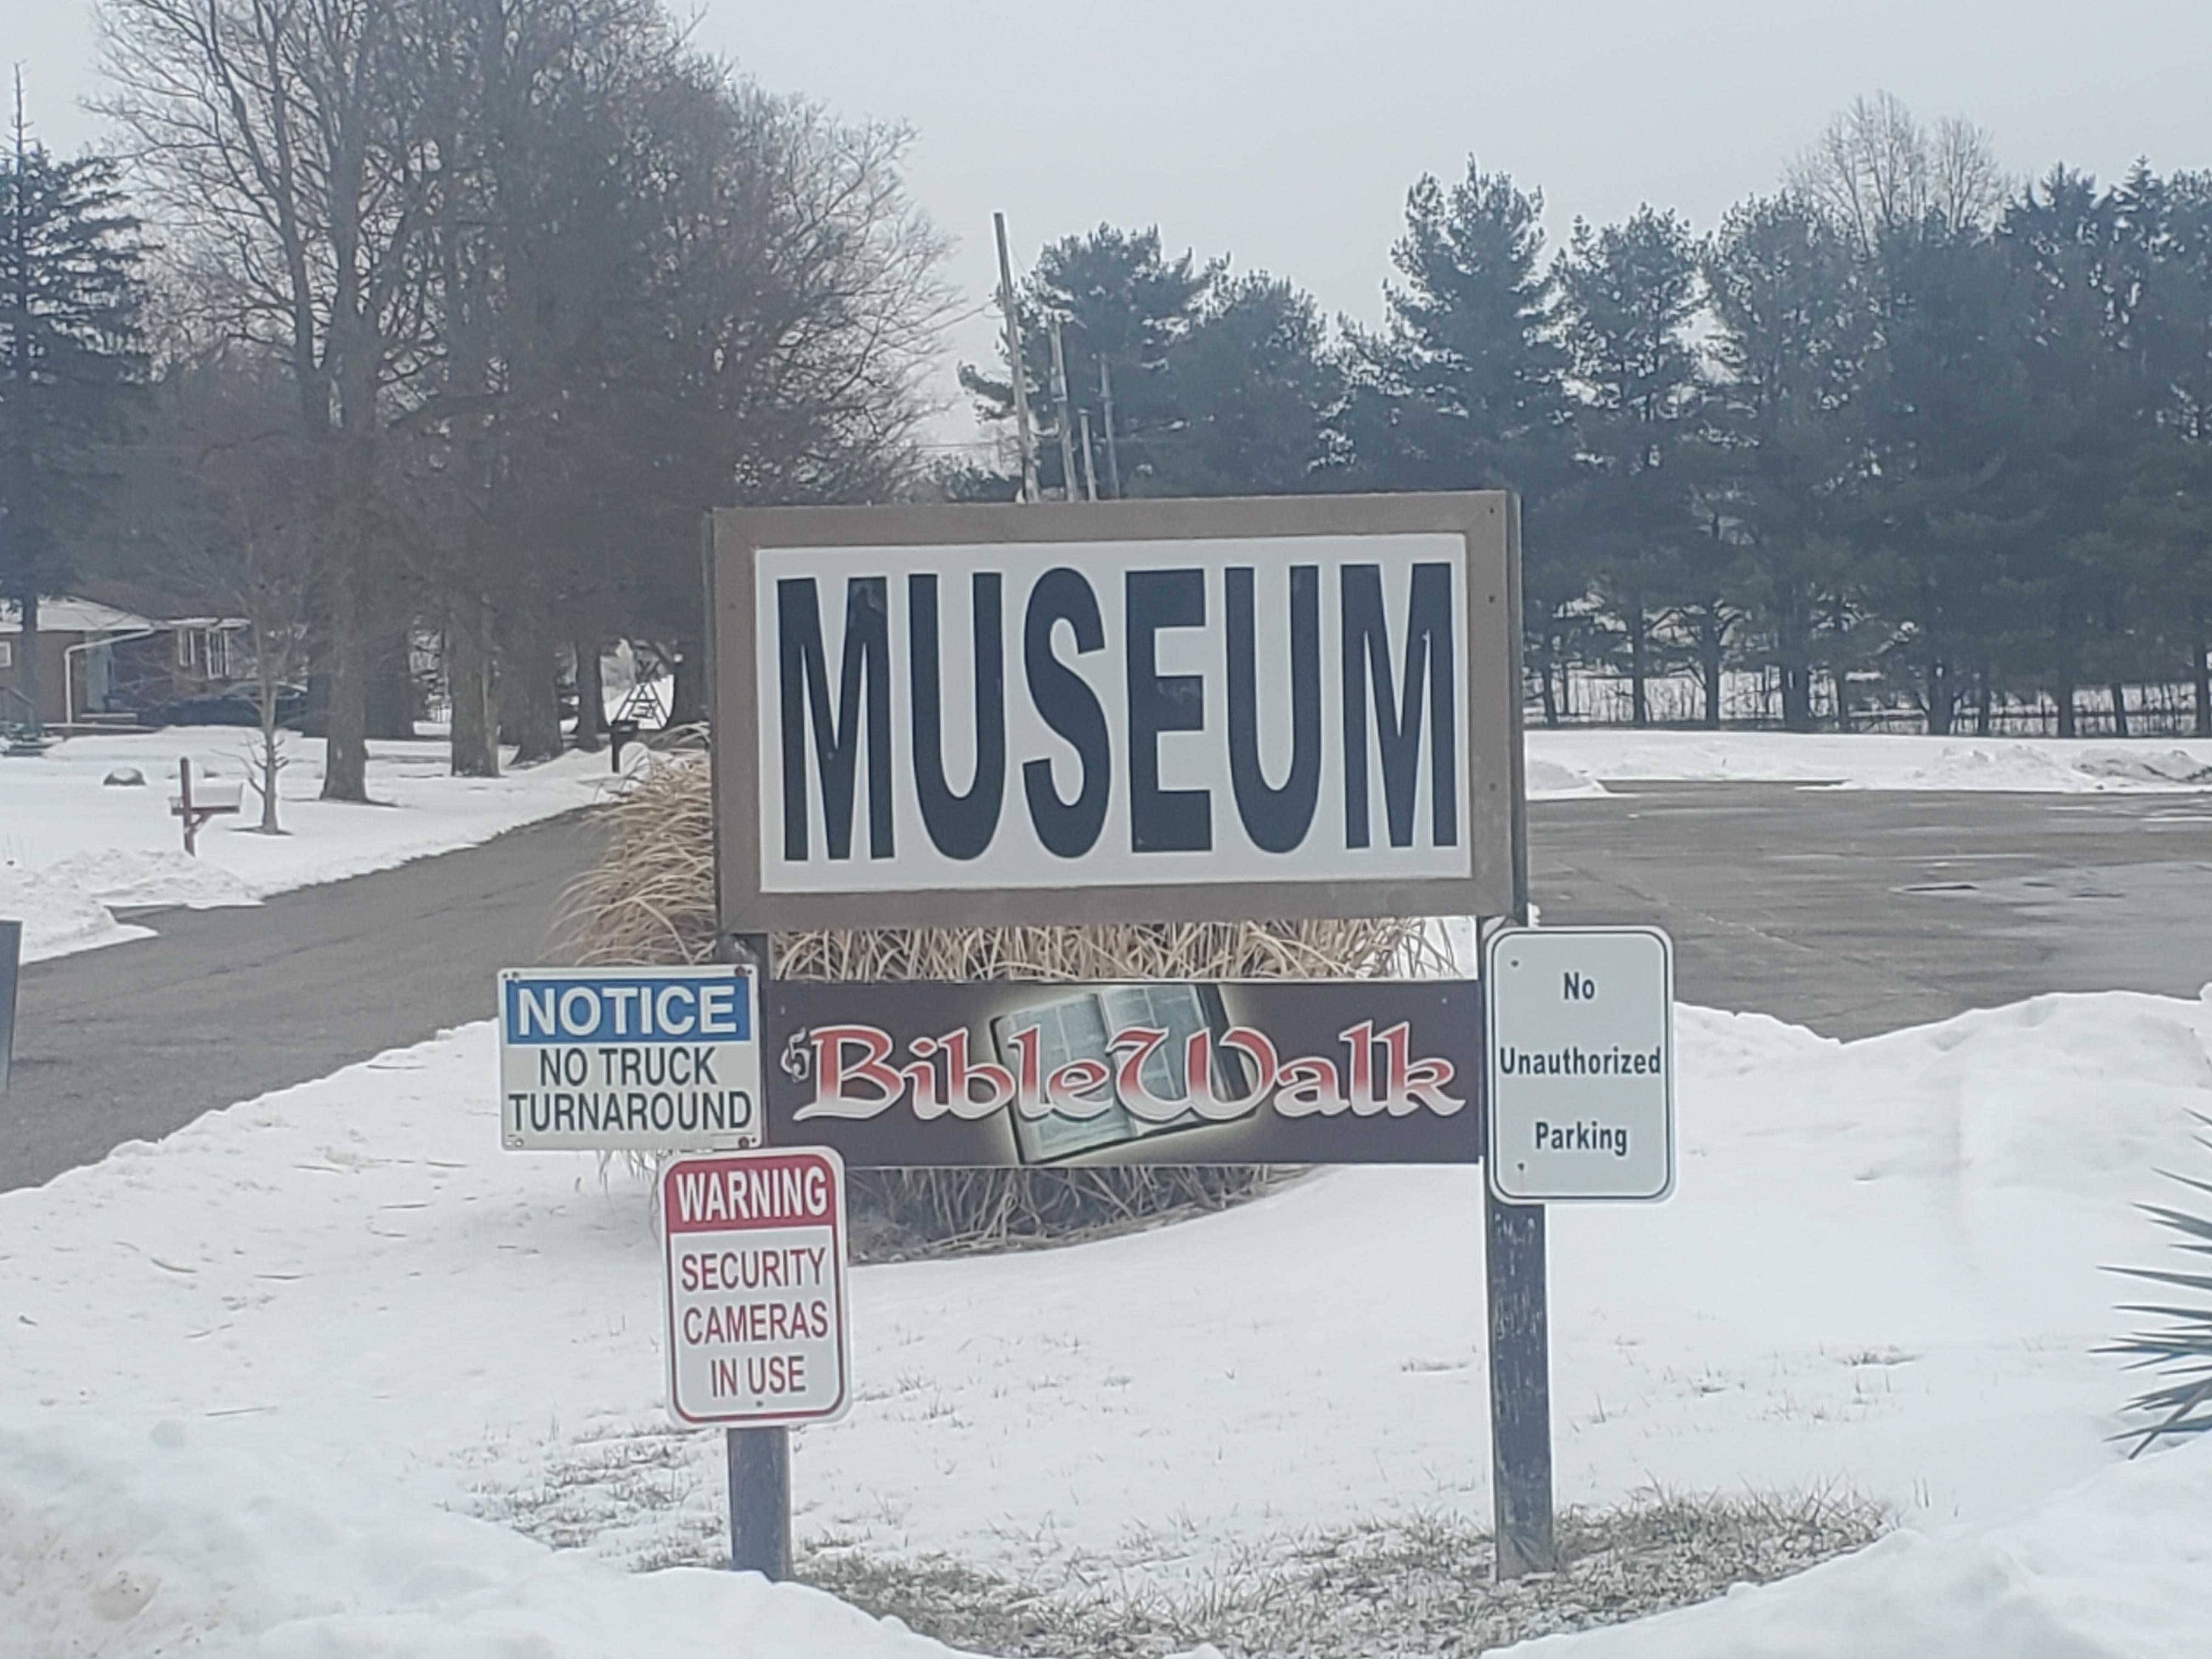 MUSEUM
NOTICE
NO TRUCK
TURNAROUND
BibleWalk
No
Unauthorized
Parking
WARNING
SECURITY
CAMERAS
IN USE